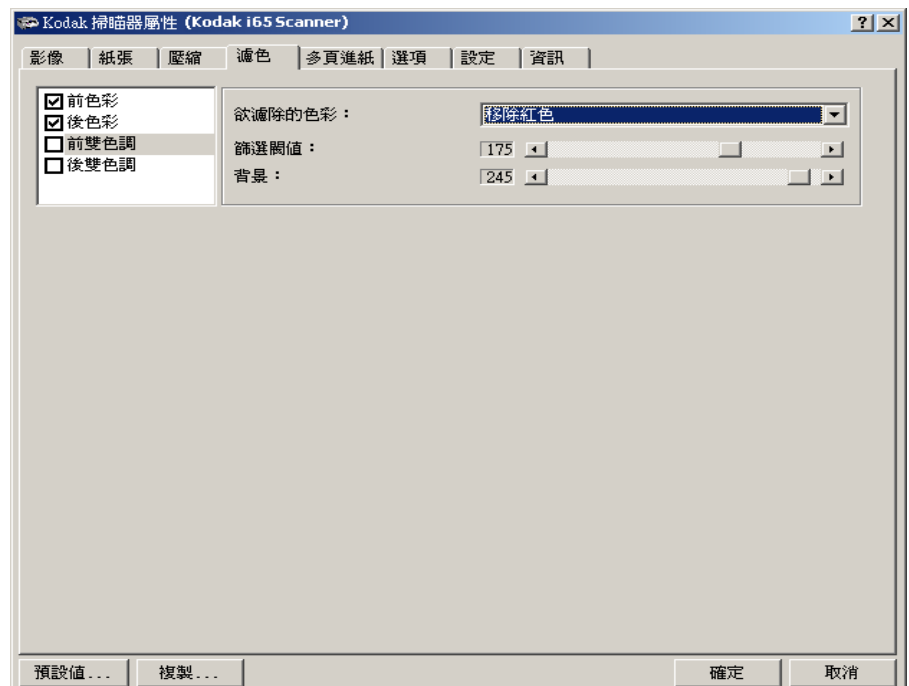 Kodak 掃瞄器屬性 (Kodak i65 Scanner)
影像 紙張 壓縮 濾色 多頁進紙 選項 設定 資訊
前色彩
後色彩
前雙色調
後雙色調
欲濾除的色彩： 移除紅色
篩選閾值： 175
背景： 245
預設值... 複製... 確定 取消